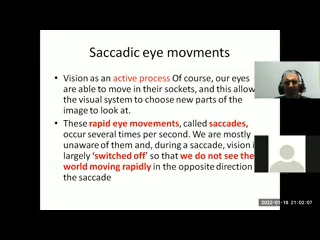 Saccadic eye movments
• Vision as an active process Of course, our eyes
are able to move in their sockets, and this allow
the visual system to choose new parts of the
image to look at.
• These rapid eye movements, called saccades,
occur several times per second. We are mostly
unaware of them and, during a saccade, vision i
largely ‘switched off’ so that we do not see the
world moving rapidly in the opposite direction
the saccade
2022-01-16 21:02:07